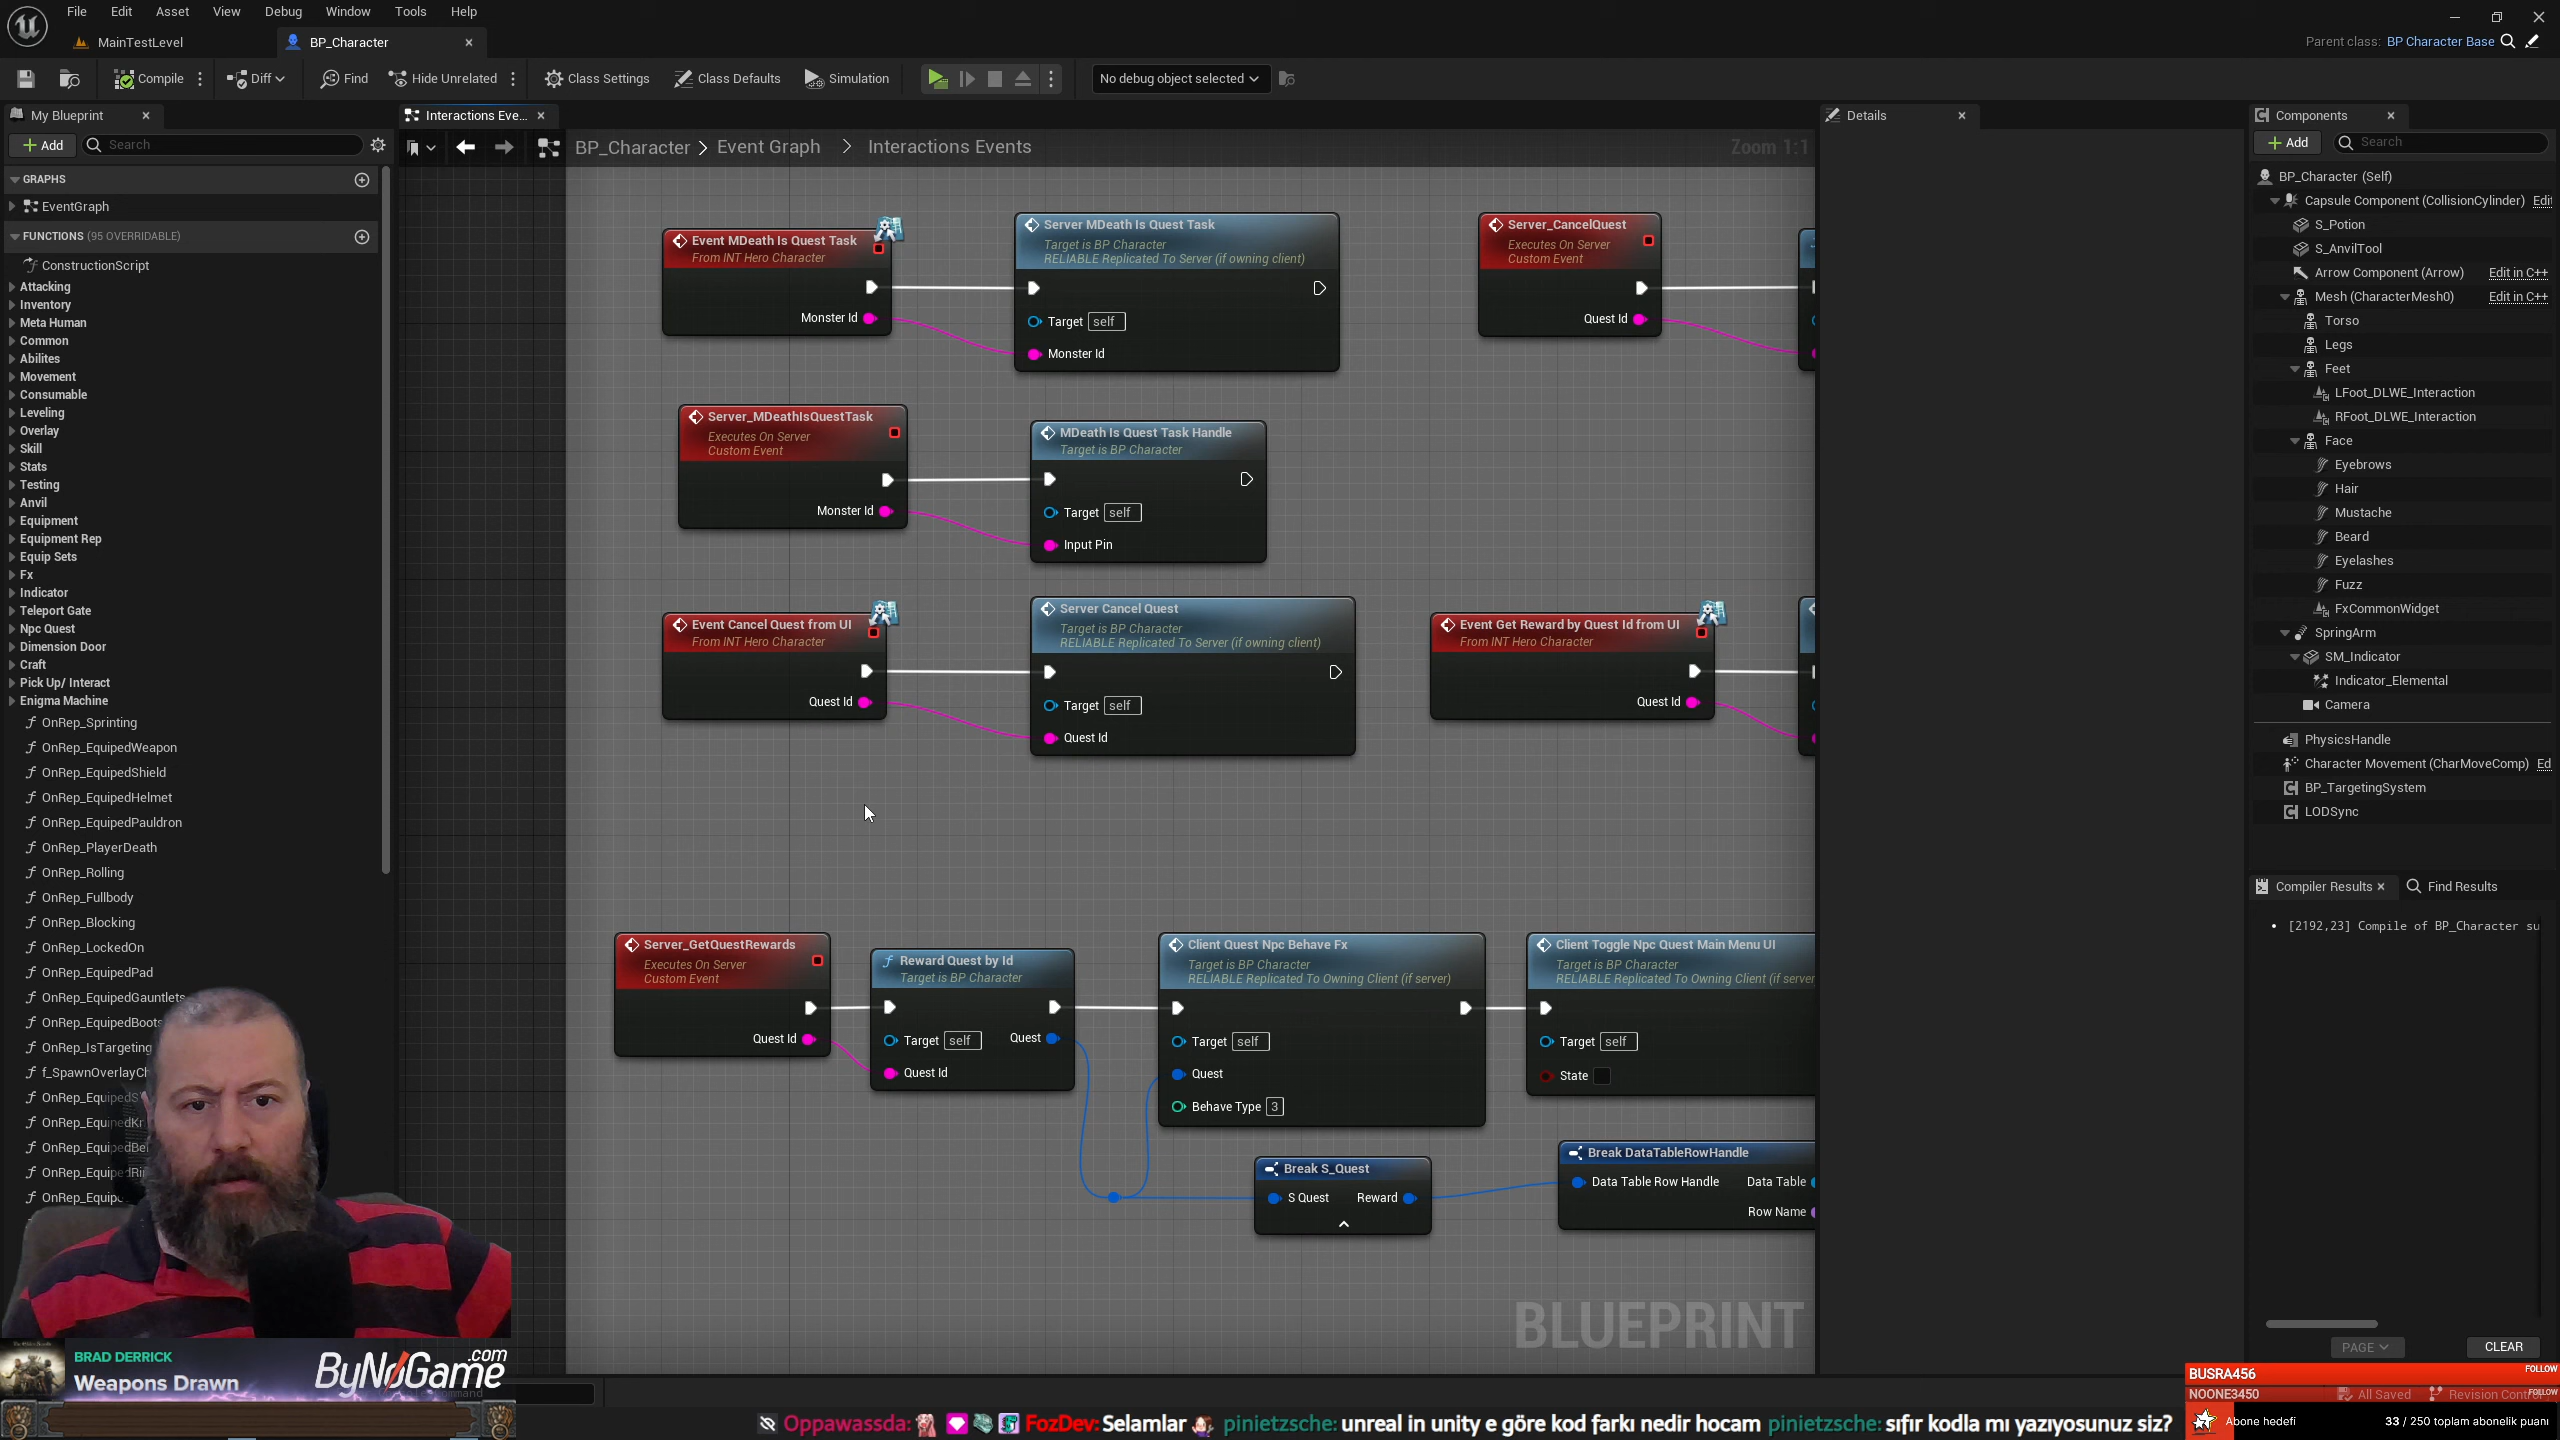 File Edit Asset View Debug Window Tools Help
MainTestLevel
BP_Character
Parent class: BP Character Base
Compile
Diff
Find
Hide Unrelated
Class Settings
Class Defaults
Simulation
No debug object selected
My Blueprint
Add
Search
GRAPHS
EventGraph
FUNCTIONS (95 OVERRIDABLE)
ConstructionScript
Attacking
Inventory
Meta Human
Common
Abilites
Movement
Consumable
Leveling
Overlay
Skill
Stats
Testing
Anvil
Equipment
Equipment Rep
Equip Sets
Fx
Indicator
Teleport Gate
Npc Quest
Dimension Door
Craft
Pick Up/ Interact
Enigma Machine
OnRep_Sprinting
OnRep_EquipedWeapon
OnRep_EquipedShield
OnRep_EquipedHelmet
OnRep_EquipedPauldron
OnRep_PlayerDeath
OnRep_Rolling
OnRep_Fullbody
OnRep_Blocking
OnRep_LockedOn
OnRep_EquipedPad
OnRep_EquipedGauntlets
OnRep_EquipedBoots
OnRep_IsTargeting
Interactions Eve...
BP_Character > Event Graph > Interactions Events
Zoom 1:1
Event MDeath Is Quest Task
From INT Hero Character
Monster Id
Server MDeath Is Quest Task
Target is BP Character
RELIABLE Replicated To Server (if owning client)
Target self
Monster Id
Server_CancelQuest
Executes On Server
Custom Event
Quest Id
Server_MDeathIsQuestTask
Executes On Server
Custom Event
Monster Id
MDeath Is Quest Task Handle
Target is BP Character
Target self
Input Pin
Event Cancel Quest from UI
From INT Hero Character
Quest Id
Server Cancel Quest
Target is BP Character
RELIABLE Replicated To Server (if owning client)
Target self
Quest Id
Event Get Reward by Quest Id from UI
From INT Hero Character
Quest Id
Server_GetQuestRewards
Executes On Server
Custom Event
Quest Id
Reward Quest by Id
Target is BP Character
Target self Quest
Quest Id
Client Quest Npc Behave Fx
Target is BP Character
RELIABLE Replicated To Owning Client (if server)
Target self
Quest
Behave Type 3
Client Toggle Npc Quest Main Menu UI
Target is BP Character
RELIABLE Replicated To Owning Client (if server
Target self
State
Break S_Quest
S Quest Reward
Break DataTableRowHandle
Data Table Row Handle Data Table
Row Name
BLUEPRINT
Details
Components
Add
Search
BP_Character (Self)
Capsule Component (CollisionCylinder) Edi
S_Potion
S_AnvilTool
Arrow Component (Arrow) Edit in C++
Mesh (CharacterMesh0) Edit in C++
Torso
Legs
Feet
LFoot_DLWE_Interaction
RFoot_DLWE_Interaction
Face
Eyebrows
Hair
Mustache
Beard
Eyelashes
Fuzz
FxCommonWidget
SpringArm
SM_Indicator
Indicator_Elemental
Camera
PhysicsHandle
Character Movement (CharMoveComp) Ed
BP_TargetingSystem
LODSync
Compiler Results
Find Results
[2192,23] Compile of BP_Character su
PAGE
CLEAR
BRAD DERRICK
Weapons Drawn
ByNoGame.com
BUSRA456 FOLLOW
NOONE3450 FOLLOW
All Saved
Revision Control
Abone hedefi
33 / 250 toplam abonelik puanı
Oppawassda: FozDev: Selamlar pinietzsche: unreal in unity e göre kod farkı nedir hocam pinietzsche: sıfır kodla mı yazıyosunuz siz?